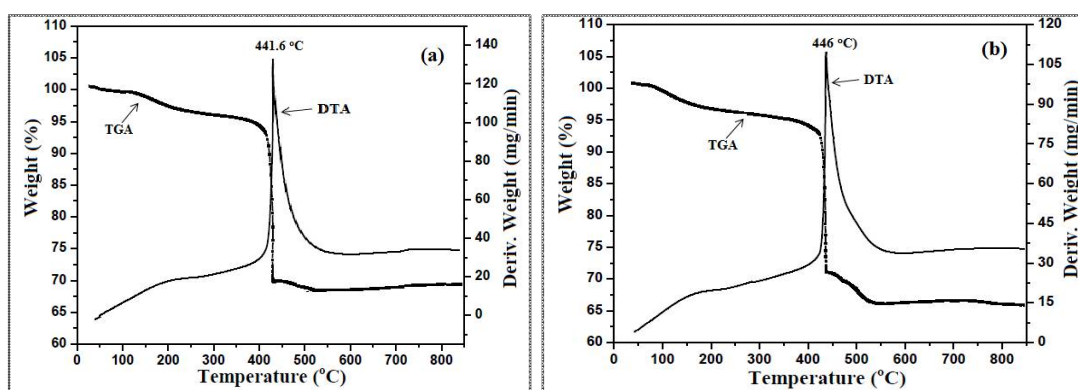 (a)
441.6 °C
DTA
TGA
Weight (%)
110
105
100
95
90
85
80
75
70
65
60
0 100 200 300 400 500 600 700 800
Temperature (°C)
140
120
100
80
60
40
20
0
Deriv. Weight (mg/min)
(b)
446 °C)
DTA
TGA
Weight (%)
110
105
100
95
90
85
80
75
70
65
60
0 100 200 300 400 500 600 700 800
Temperature (°C)
120
105
90
75
60
45
30
15
0
Deriv. Weight (mg/min)